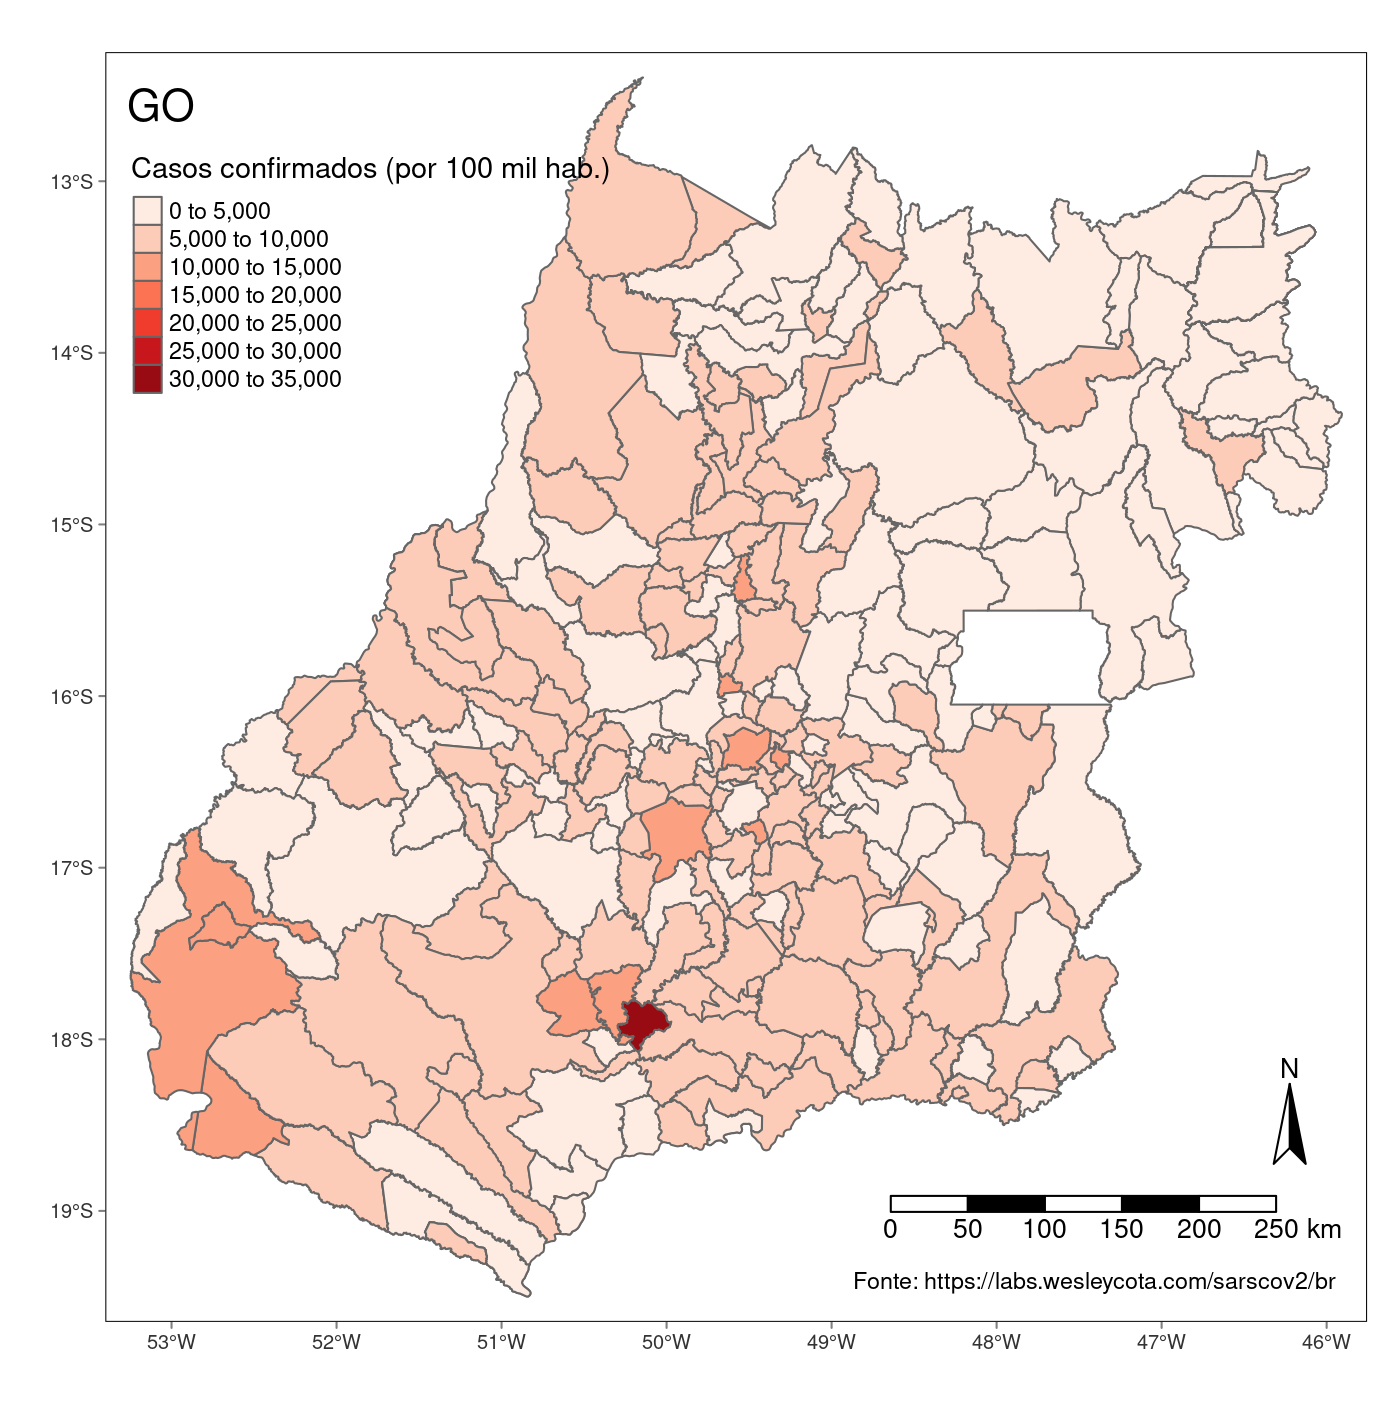 GO
Casos confirmados (por 100 mil hab.)
0 to 5,000
5,000 to 10,000
10,000 to 15,000
15,000 to 20,000
20,000 to 25,000
25,000 to 30,000
30,000 to 35,000
13°S
14°S
15°S
16°S
17°S
18°S
19°S
N
0 50 100 150 200 250 km
Fonte: https://labs.wesleycota.com/sarscov2/br
53°W 52°W 51°W 50°W 49°W 48°W 47°W 46°W